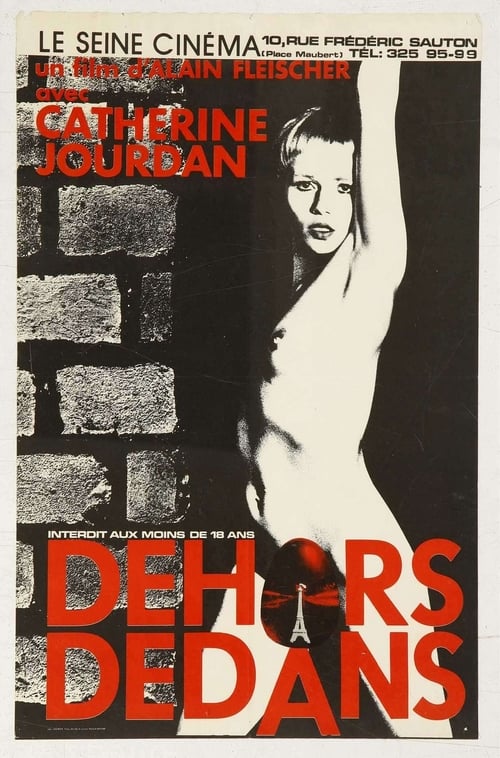 LE SEINE CINÉMA 10, RUE FRÉDÉRIC SAUTON
(Place Maubert) TÉL: 325 95-99
un film d'ALAIN FLEISCHER
avec
CATHERINE
JOURDAN
INTERDIT AUX MOINS DE 18 ANS
DEHORS
DEDANS